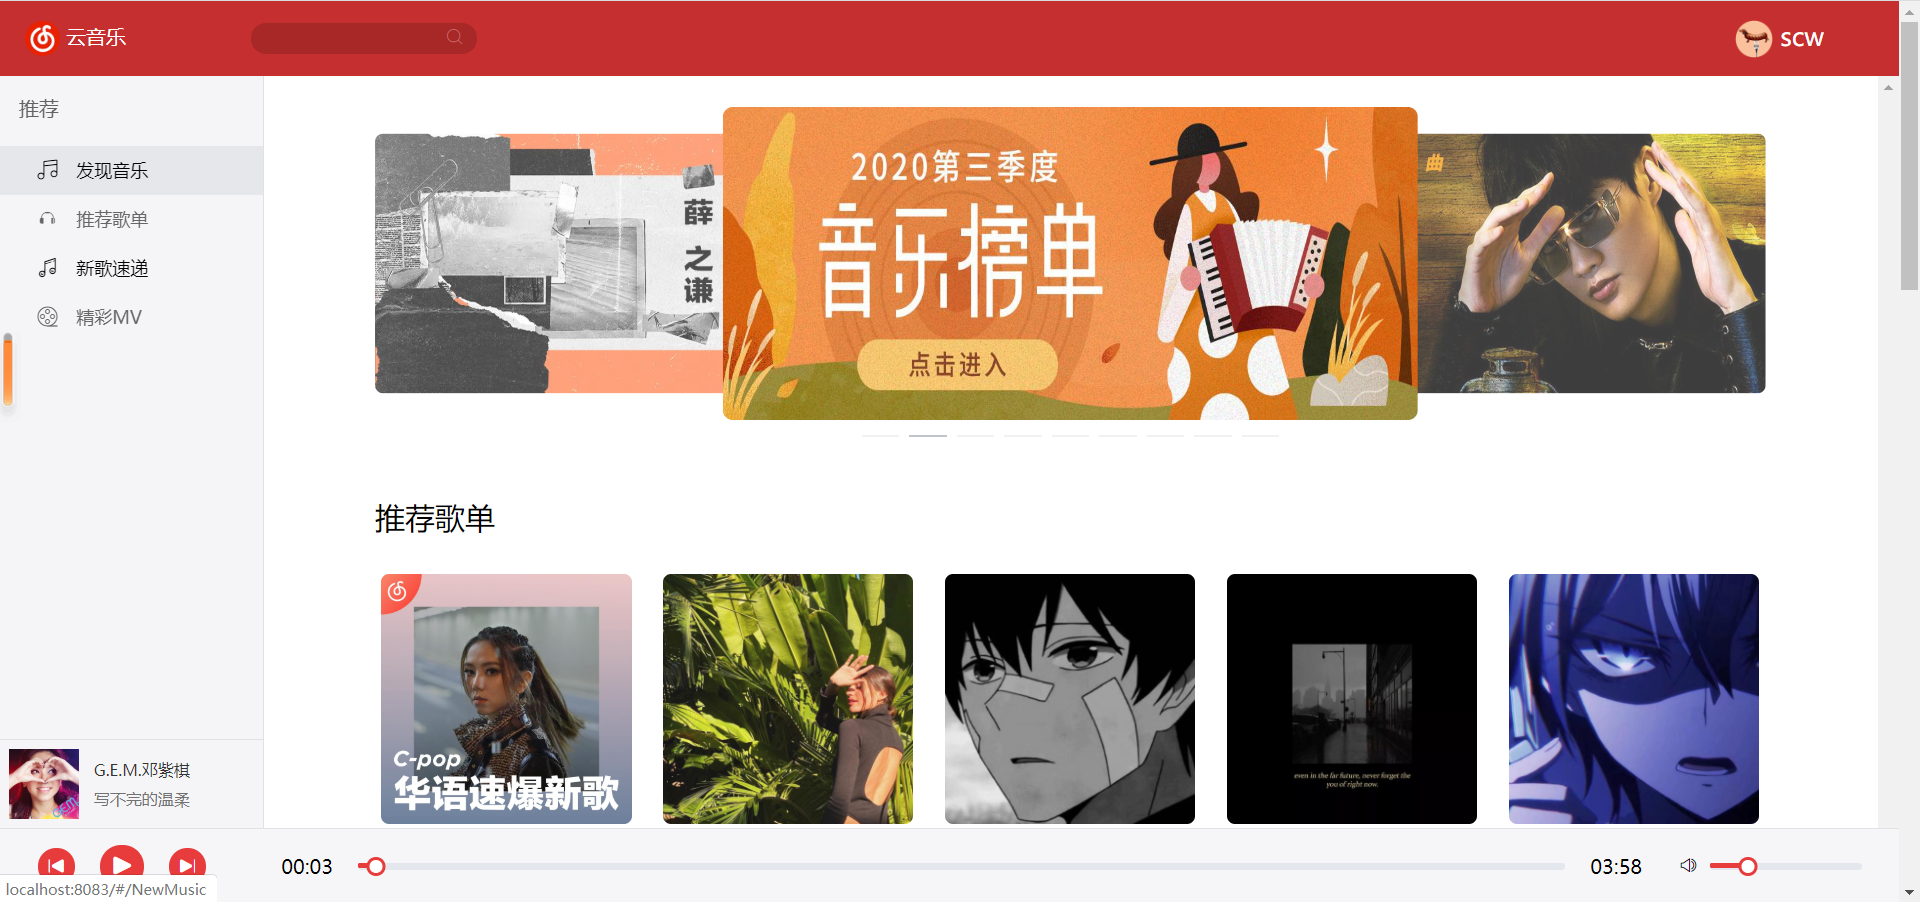 云音乐
SCW
推荐
发现音乐
推荐歌单
新歌速递
精彩MV
薛之谦
2020第三季度
音乐榜单
点击进入
曲
推荐歌单
C-pop
华语速爆新歌
even in the far future, never forget the
you of right now.
G.E.M.邓紫棋
写不完的温柔
00:03
03:58
localhost:8083/#/NewMusic